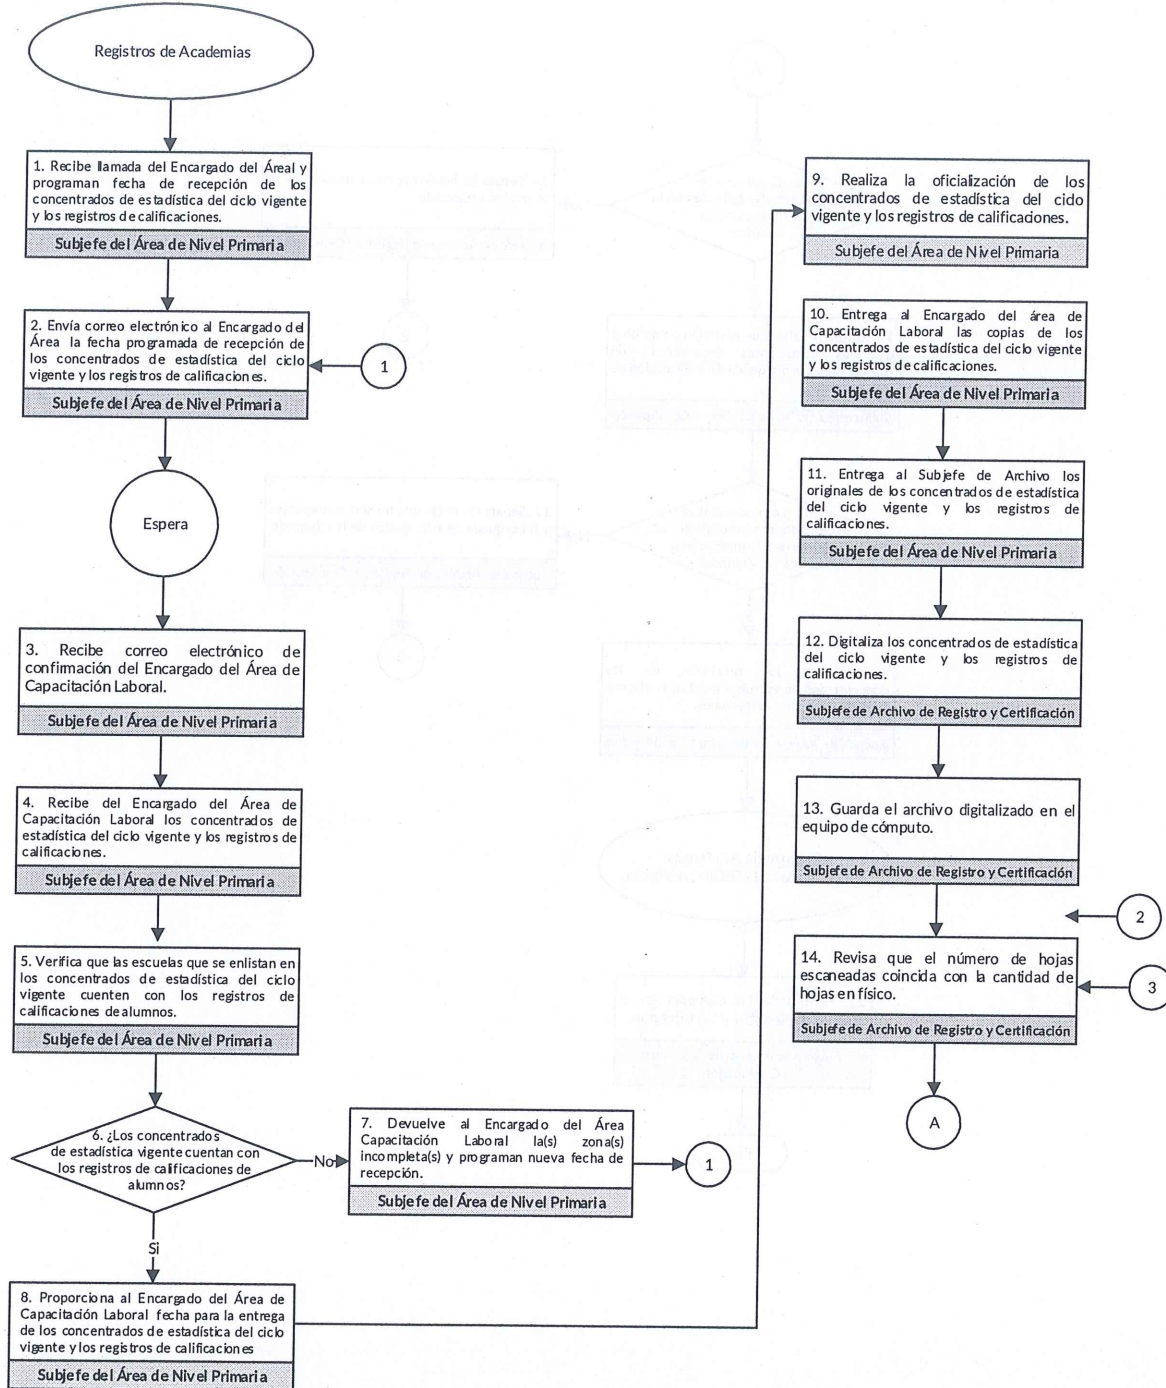 Registros de Academias
1. Recibe llamada del Encargado del Áreal y
programan fecha de recepción de los
concentrados de estadística del ciclo vigente
y los registros de calificaciones.
Subjefe del Área de Nivel Primaria
2. Envía correo electrónico al Encargado del
Área la fecha programada de recepción de
los concentrados de estadística del ciclo
vigente y los registros de calificaciones.
Subjefe del Área de Nivel Primaria
1
Espera
3. Recibe correo electrónico de
confirmación del Encargado del Área de
Capacitación Laboral.
Subjefe del Área de Nivel Primaria
4. Recibe del Encargado del Área de
Capacitación Laboral los concentrados de
estadística del ciclo vigente y los registros de
calificaciones.
Subjefe del Área de Nivel Primaria
5. Verifica que las escuelas que se enlistan en
los concentrados de estadística del ciclo
vigente cuenten con los registros de
calificaciones de alumnos.
Subjefe del Área de Nivel Primaria
6. ¿Los concentrados
de estadística vigente cuentan con
los registros de calificaciones de
alumnos?
No
7. Devuelve al Encargado del Área
Capacitación Laboral la(s) zona(s)
incompleta(s) y programan nueva fecha de
recepción.
Subjefe del Área de Nivel Primaria
1
Si
8. Proporciona al Encargado del Área de
Capacitación Laboral fecha para la entrega
de los concentrados de estadística del ciclo
vigente y los registros de calificaciones
Subjefe del Área de Nivel Primaria
9. Realiza la oficialización de los
concentrados de estadística del ciclo
vigente y los registros de calificaciones.
Subjefe del Área de Nivel Primaria
10. Entrega al Encargado del área de
Capacitación Laboral las copias de los
concentrados de estadística del ciclo vigente
y los registros de calificaciones.
Subjefe del Área de Nivel Primaria
11. Entrega al Subjefe de Archivo los
originales de los concentrados de estadística
del ciclo vigente y los registros de
calificaciones.
Subjefe del Área de Nivel Primaria
12. Digitaliza los concentrados de estadística
del ciclo vigente y los registros de
calificaciones.
Subjefe de Archivo de Registro y Certificación
13. Guarda el archivo digitalizado en el
equipo de cómputo.
Subjefe de Archivo de Registro y Certificación
2
14. Revisa que el número de hojas
escaneadas coincida con la cantidad de
hojas en físico.
Subjefe de Archivo de Registro y Certificación
3
A